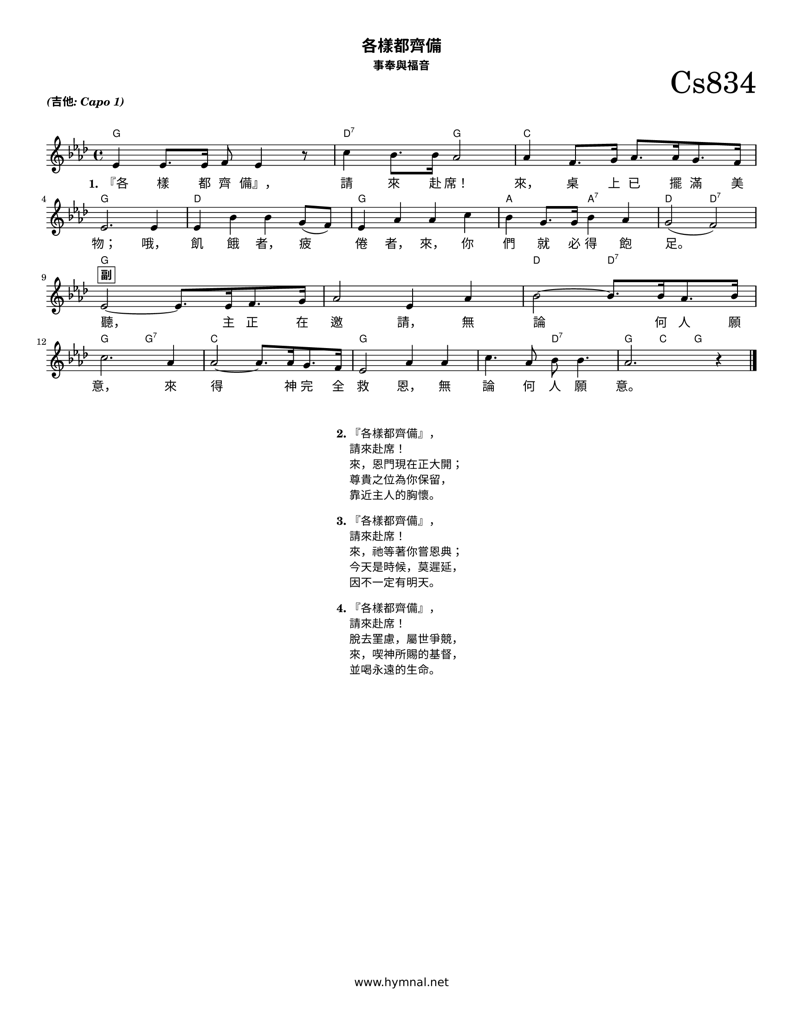 各樣都齊備
事奉與福音
Cs834
(吉他: Capo 1)
G D7 G C
1. 『各 樣 都 齊 備』, 請 來 赴 席! 來, 桌 上 已 擺 滿 美
4 G D G A A7 D D7
物; 哦, 飢 餓 者, 疲 倦 者, 來, 你 們 就 必 得 飽 足。
G D D7
9 副
聽, 主 正 在 邀 請, 無 論 何 人 願
12 G G7 C G D7 G C G
意, 來 得 神 完 全 救 恩, 無 論 何 人 願 意。
2. 『各樣都齊備』,
請來赴席!
來,恩門現在正大開;
尊貴之位為你保留,
靠近主人的胸懷。
3. 『各樣都齊備』,
請來赴席!
來,祂等著你嘗恩典;
今天是時候,莫遲延,
因不一定有明天。
4. 『各樣都齊備』,
請來赴席!
脫去罣慮,屬世爭競,
來,喫神所賜的基督,
並喝永遠的生命。
www.hymnal.net